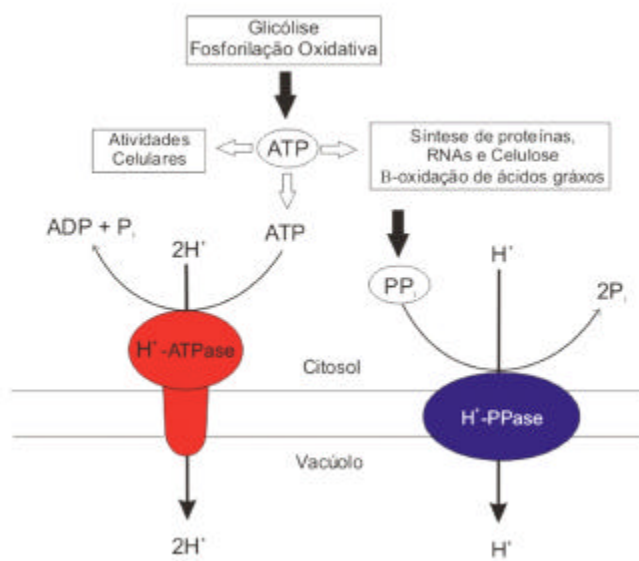 Glicólise
Fosforilação Oxidativa
Atividades
Celulares
ATP
Síntese de proteínas,
RNAs e Celulose
B-oxidação de ácidos gráxos
ADP + Pi
2H⁺
ATP
PPi
H⁺
2Pi
H⁺-ATPase
Citosol
H⁺-PPase
Vacúolo
2H⁺
H⁺